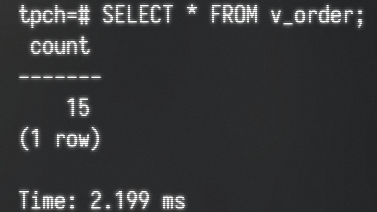 tpch=# SELECT * FROM v_order;
 count
-------
    15
(1 row)

Time: 2.199 ms